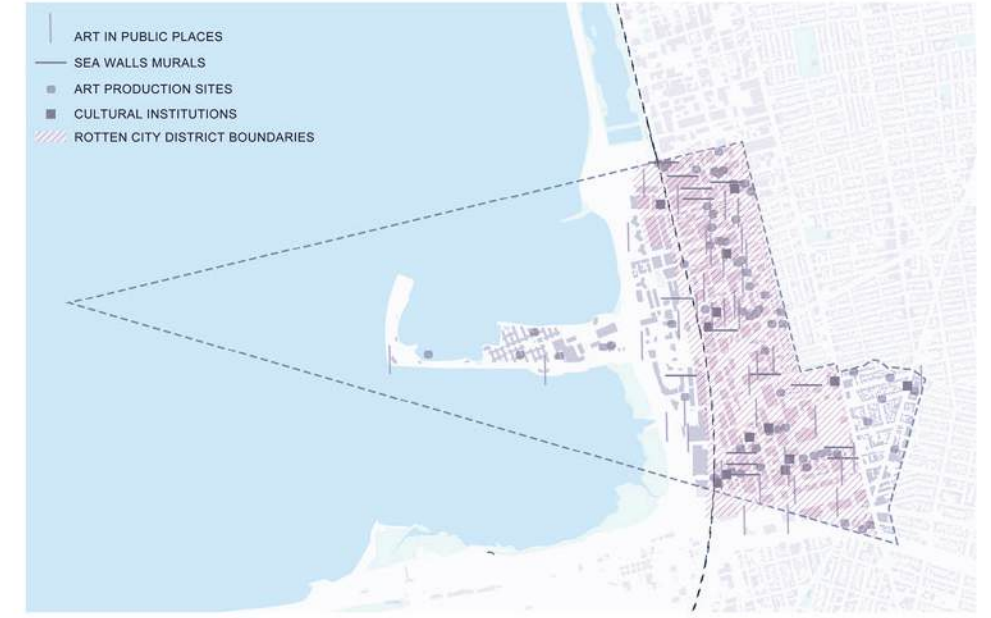 ART IN PUBLIC PLACES
SEA WALLS MURALS
ART PRODUCTION SITES
CULTURAL INSTITUTIONS
ROTTEN CITY DISTRICT BOUNDARIES